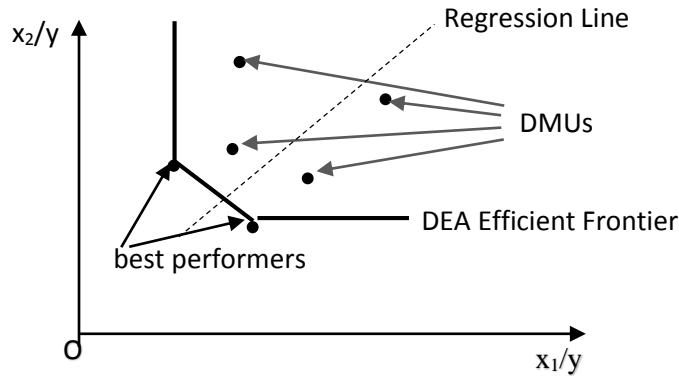 x₂/y
Regression Line
DMUs
DEA Efficient Frontier
best performers
O
x₁/y